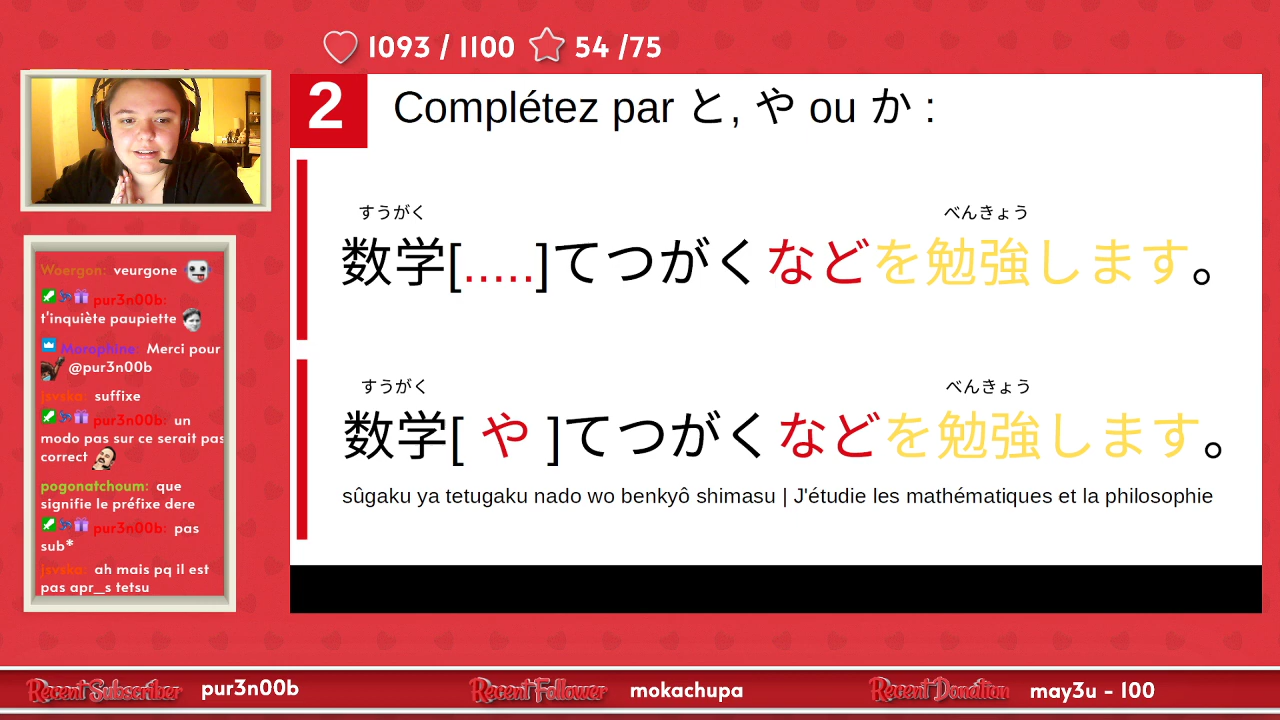 1093 / 1100 54 /75
2 Complétez par と, や ou か :
すうがく べんきょう
数学[.....]てつがくなどを勉強します。
すうがく べんきょう
数学[ や ]てつがくなどを勉強します。
sûgaku ya tetugaku nado wo benkyô shimasu | J'étudie les mathématiques et la philosophie
Woergon: veurgone
pur3n00b:
t'inquiète paupiette
Morophine: Merci pour
@pur3n00b
jsvska: suffixe
pur3n00b: un
modo pas sur ce serait pas
correct
pogonatchoum: que
signifie le préfixe dere
pur3n00b: pas
sub*
jsvska: ah mais pq il est
pas apr__s tetsu
Recent Subscriber pur3n00b
Recent Follower mokachupa
Recent Donation may3u - 100